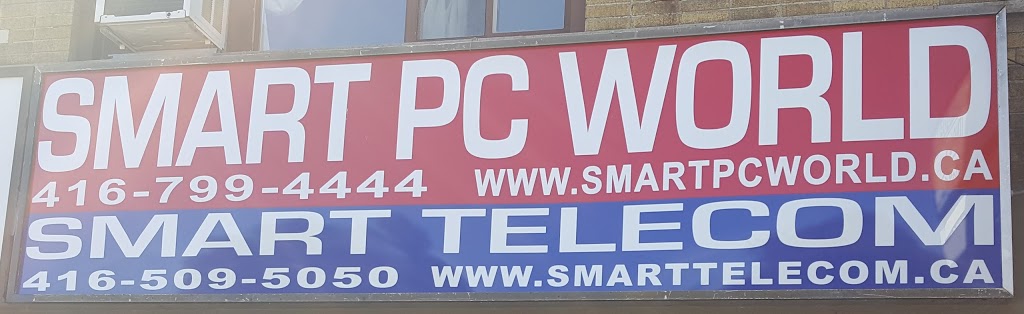 SMART PC WORLD
416-799-4444 WWW.SMARTPCWORLD.CA
SMART TELECOM
416-509-5050 WWW.SMARTTELECOM.CA